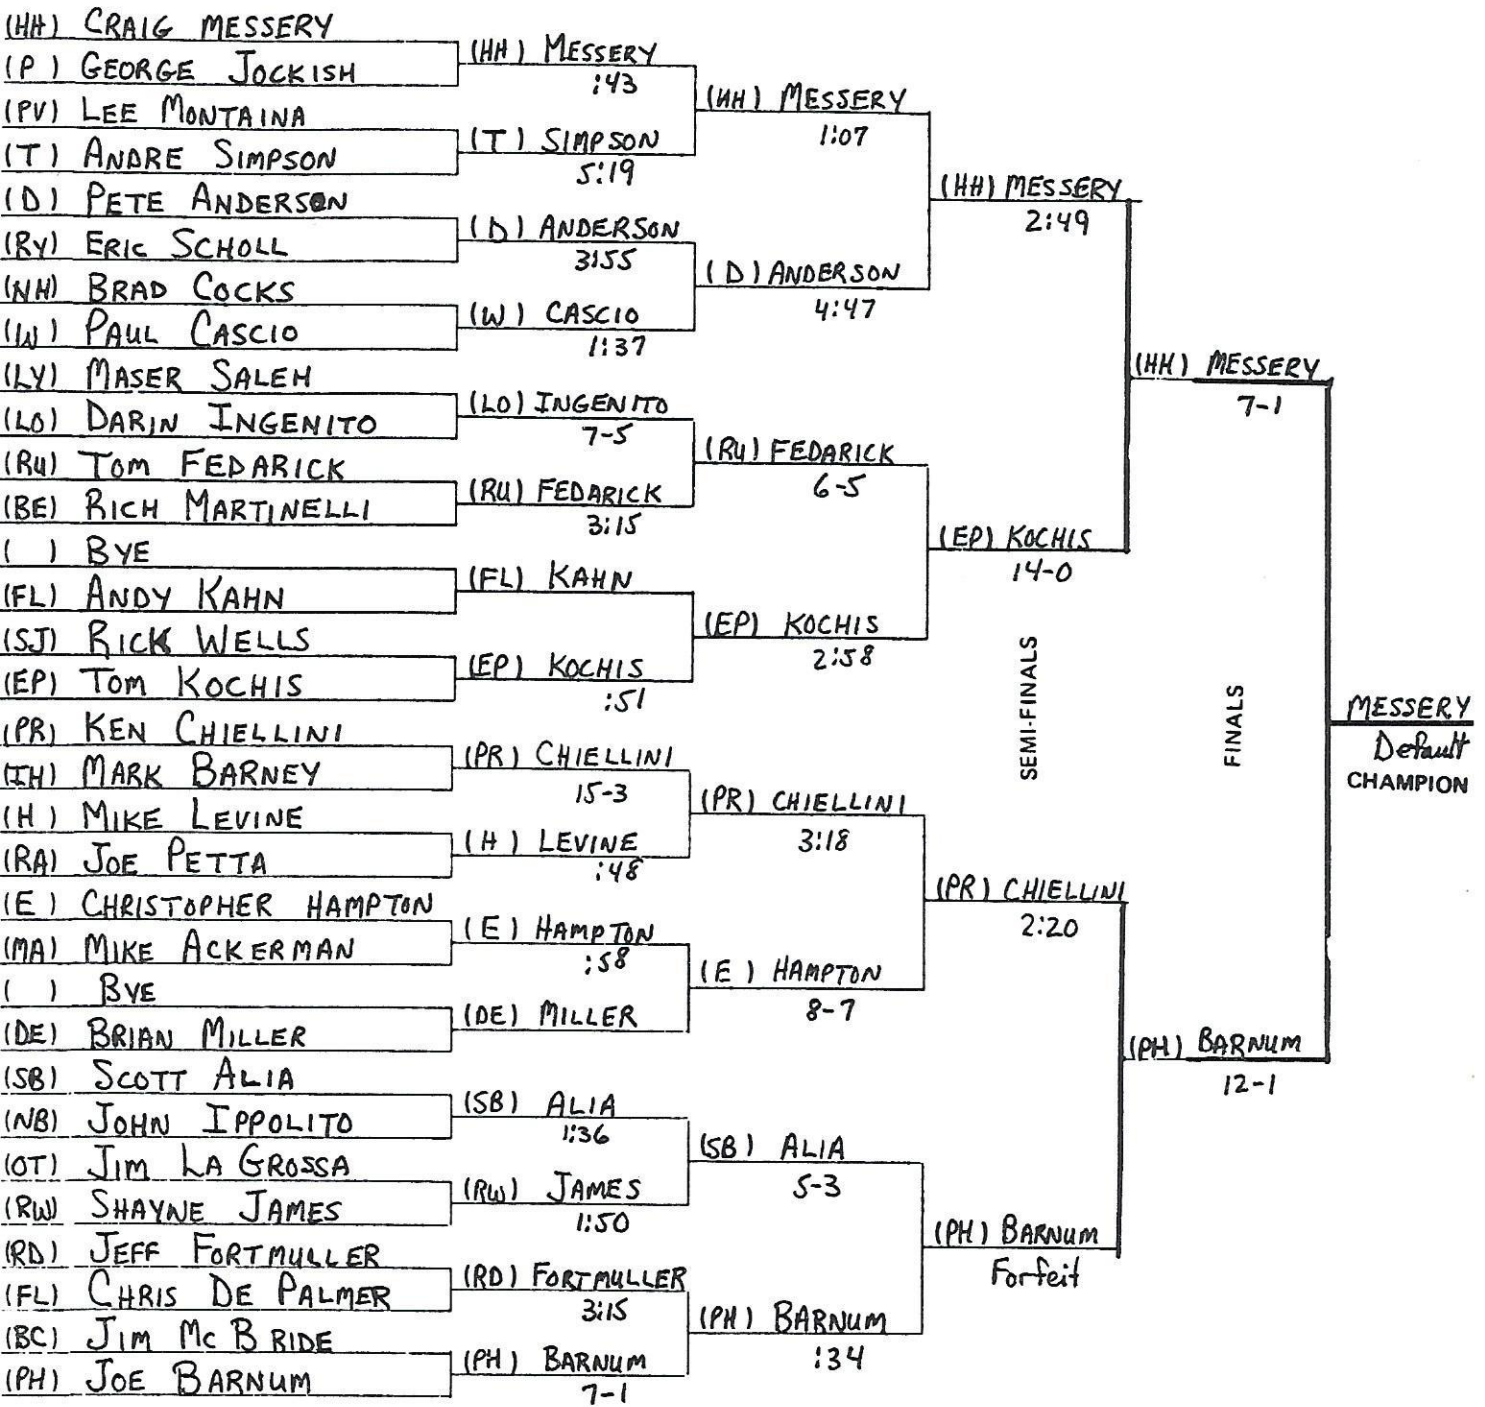 (HH) CRAIG MESSERY
(P) GEORGE JOCKISH
(PV) LEE MONTAINA
(T) ANDRE SIMPSON
(D) PETE ANDERSON
(RY) ERIC SCHOLL
(NH) BRAD COCKS
(W) PAUL CASCIO
(LY) MASER SALEH
(LO) DARIN INGENITO
(RU) TOM FEDARICK
(BE) RICH MARTINELLI
( ) BYE
(FL) ANDY KAHN
(SJ) RICK WELLS
(EP) TOM KOCHIS
(PR) KEN CHIELLINI
(IH) MARK BARNEY
(H) MIKE LEVINE
(RA) JOE PETTA
(E) CHRISTOPHER HAMPTON
(MA) MIKE ACKERMAN
( ) BYE
(DE) BRIAN MILLER
(SB) SCOTT ALIA
(NB) JOHN IPPOLITO
(OT) JIM LA GROSSA
(RW) SHAYNE JAMES
(RD) JEFF FORTMULLER
(FL) CHRIS DE PALMER
(BC) JIM MC BRIDE
(PH) JOE BARNUM
(HH) MESSERY
:43
(T) SIMPSON
5:19
(D) ANDERSON
3:55
(W) CASCIO
1:37
(LO) INGENITO
7-5
(RU) FEDARICK
3:15
(FL) KAHN
(EP) KOCHIS
:51
(PR) CHIELLINI
15-3
(H) LEVINE
:48
(E) HAMPTON
:58
(DE) MILLER
(SB) ALIA
1:36
(RW) JAMES
1:50
(RD) FORTMULLER
3:15
(PH) BARNUM
7-1
(HH) MESSERY
1:07
(D) ANDERSON
4:47
(RU) FEDARICK
6-5
(EP) KOCHIS
2:58
(PR) CHIELLINI
3:18
(E) HAMPTON
8-7
(SB) ALIA
5-3
(PH) BARNUM
:34
(HH) MESSERY
2:49
(EP) KOCHIS
14-0
SEMI-FINALS
(PR) CHIELLINI
2:20
(PH) BARNUM
Forfeit
(HH) MESSERY
7-1
FINALS
(PH) BARNUM
12-1
MESSERY
Default
CHAMPION